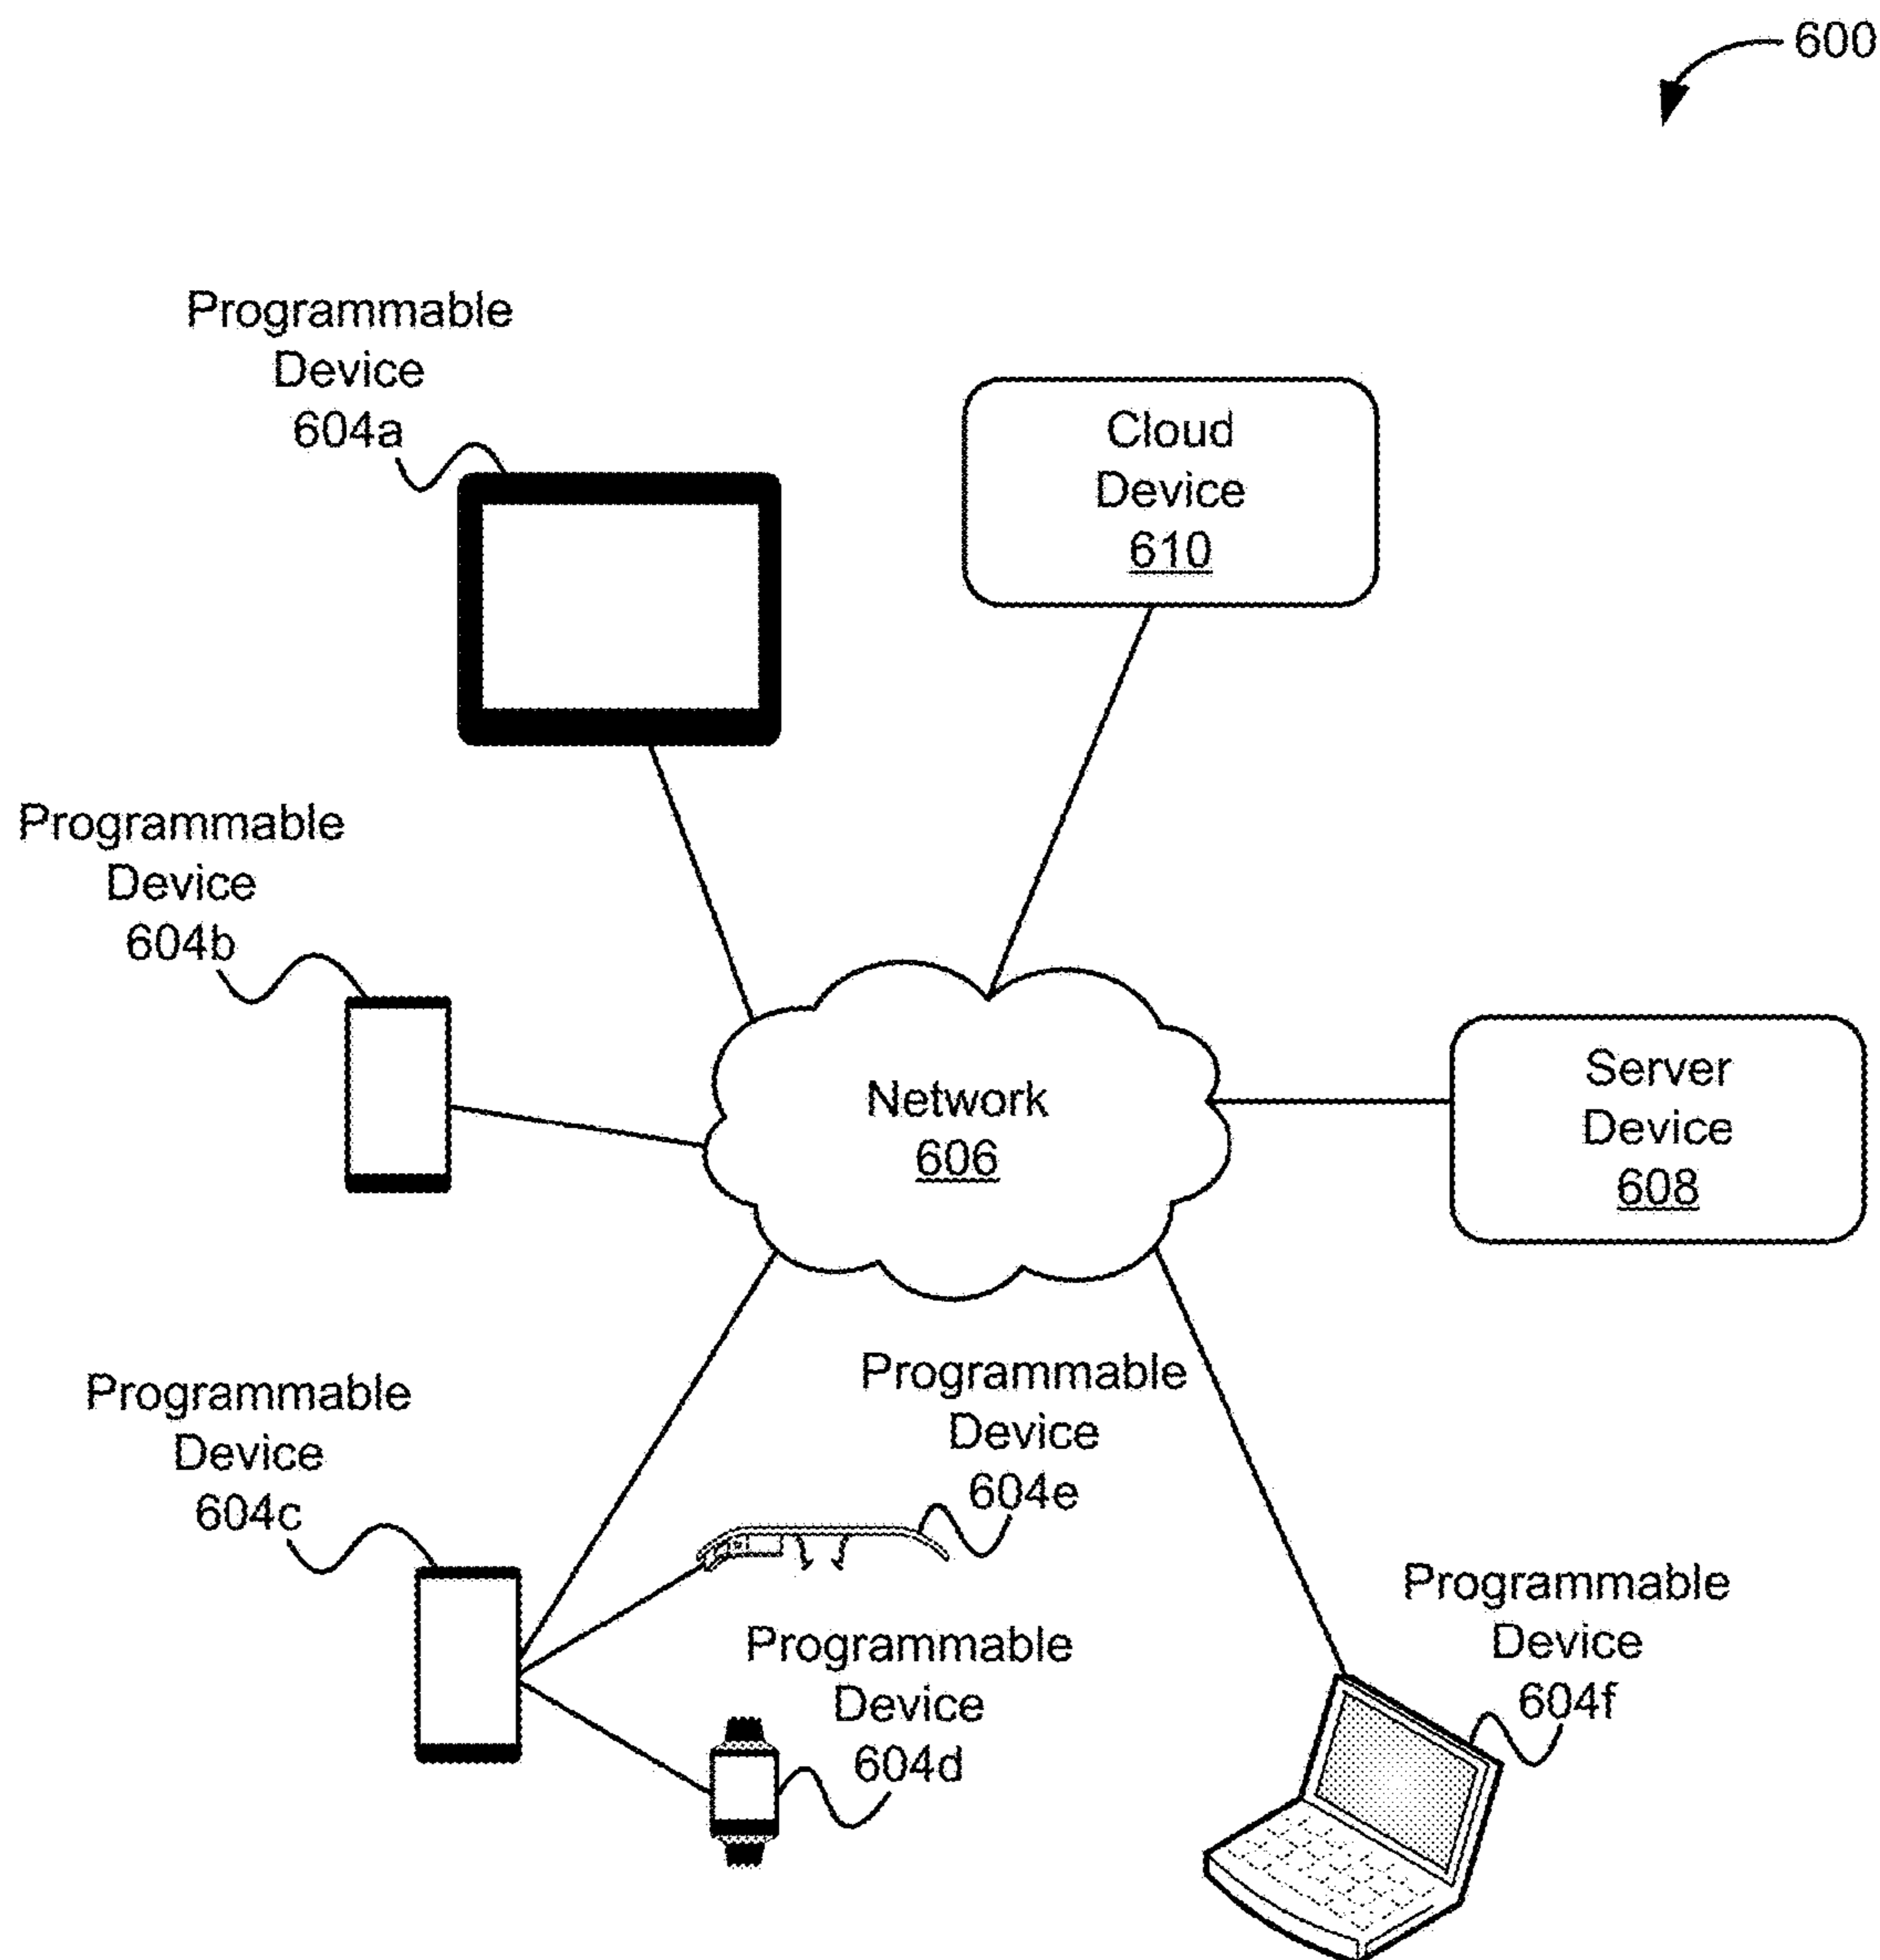 600
Programmable
Device
604a
Cloud
Device
610
Programmable
Device
604b
Network
606
Server
Device
608
Programmable
Device
604c
Programmable
Device
604e
Programmable
Device
604d
Programmable
Device
604f